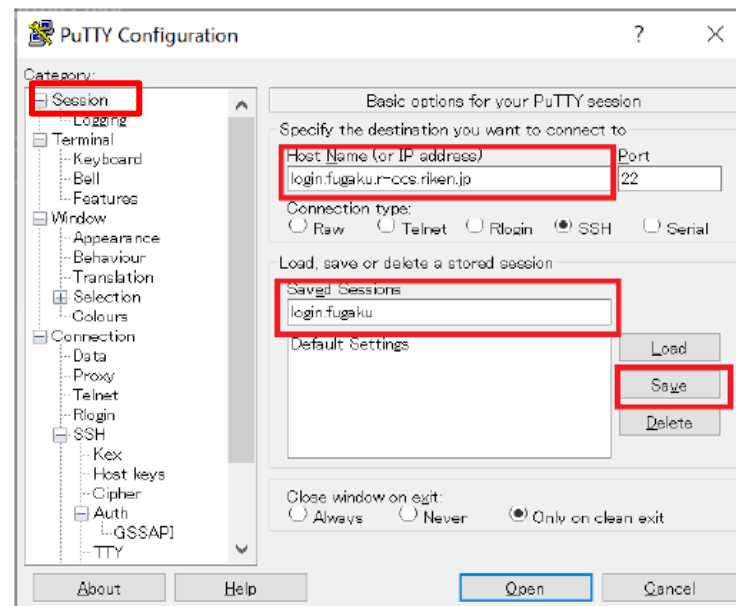 PuTTY Configuration
Category:
Session
Logging
Terminal
Keyboard
Bell
Features
Window
Appearance
Behaviour
Translation
Selection
Colours
Connection
Data
Proxy
Telnet
Rlogin
SSH
Kex
Host keys
Cipher
Auth
GSSAPI
TTY
Basic options for your PuTTY session
Specify the destination you want to connect to
Host Name (or IP address) Port
login.fugaku.r-ccs.riken.jp 22
Connection type:
Raw Telnet Rlogin SSH Serial
Load, save or delete a stored session
Saved Sessions
login.fugaku
Default Settings
Load
Save
Delete
Close window on exit:
Always Never Only on clean exit
About Help Open Cancel